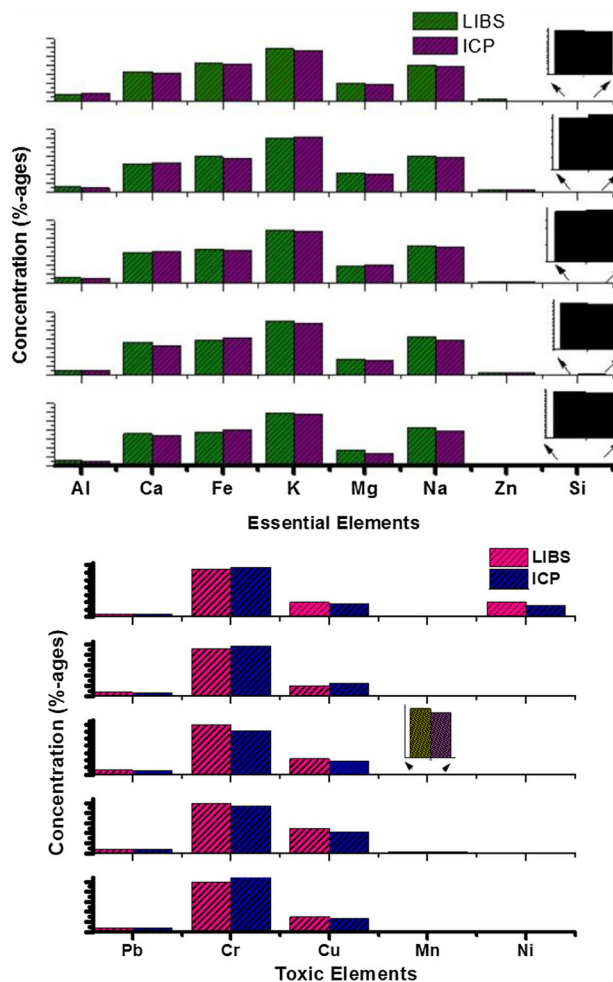 LIBS
ICP
Concentration (%-ages)
Al Ca Fe K Mg Na Zn Si
Essential Elements
LIBS
ICP
Concentration (%-ages)
Pb Cr Cu Mn Ni
Toxic Elements